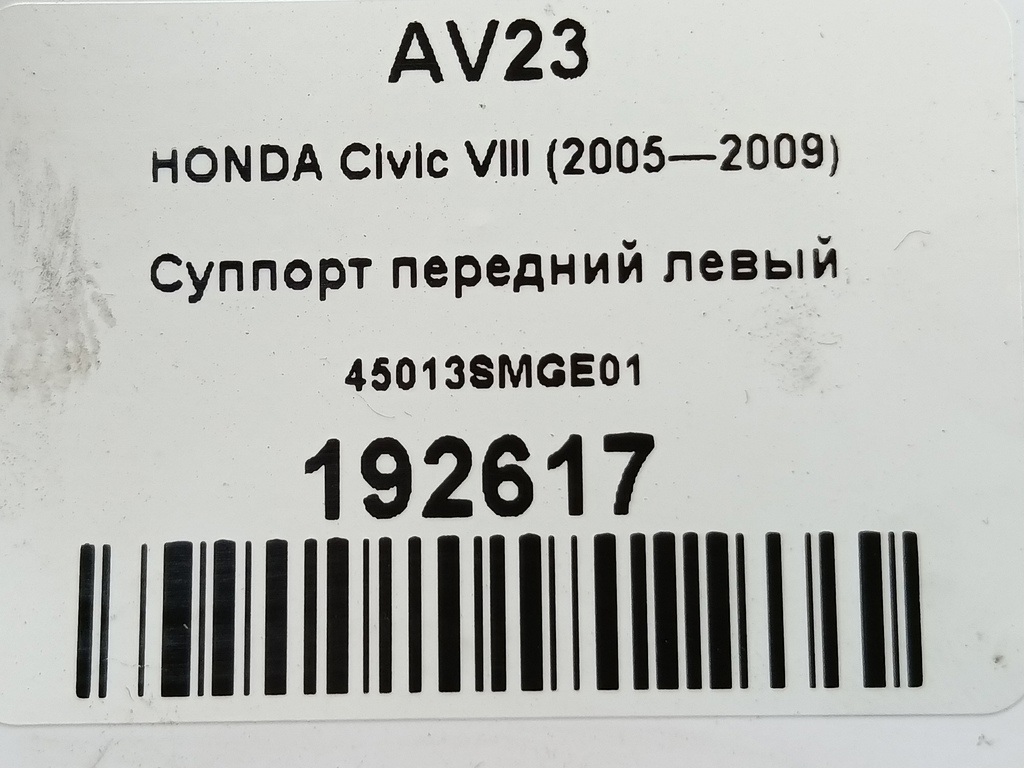 AV23
HONDA Civic VIII (2005—2009)
Суппорт передний левый
45013SMGE01
192617